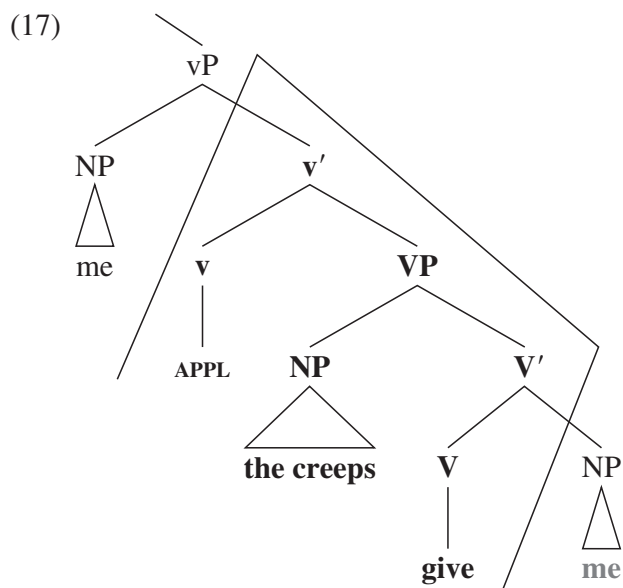 (17)
vP
NP v′
me v VP
APPL NP V′
the creeps V NP
give me